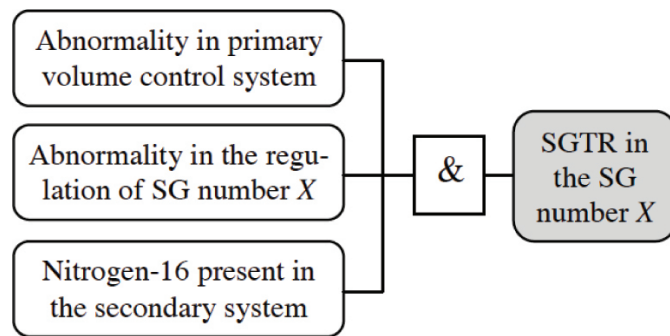 Abnormality in primary
volume control system
Abnormality in the regu-
lation of SG number X
Nitrogen-16 present in
the secondary system
&
SGTR in
the SG
number X